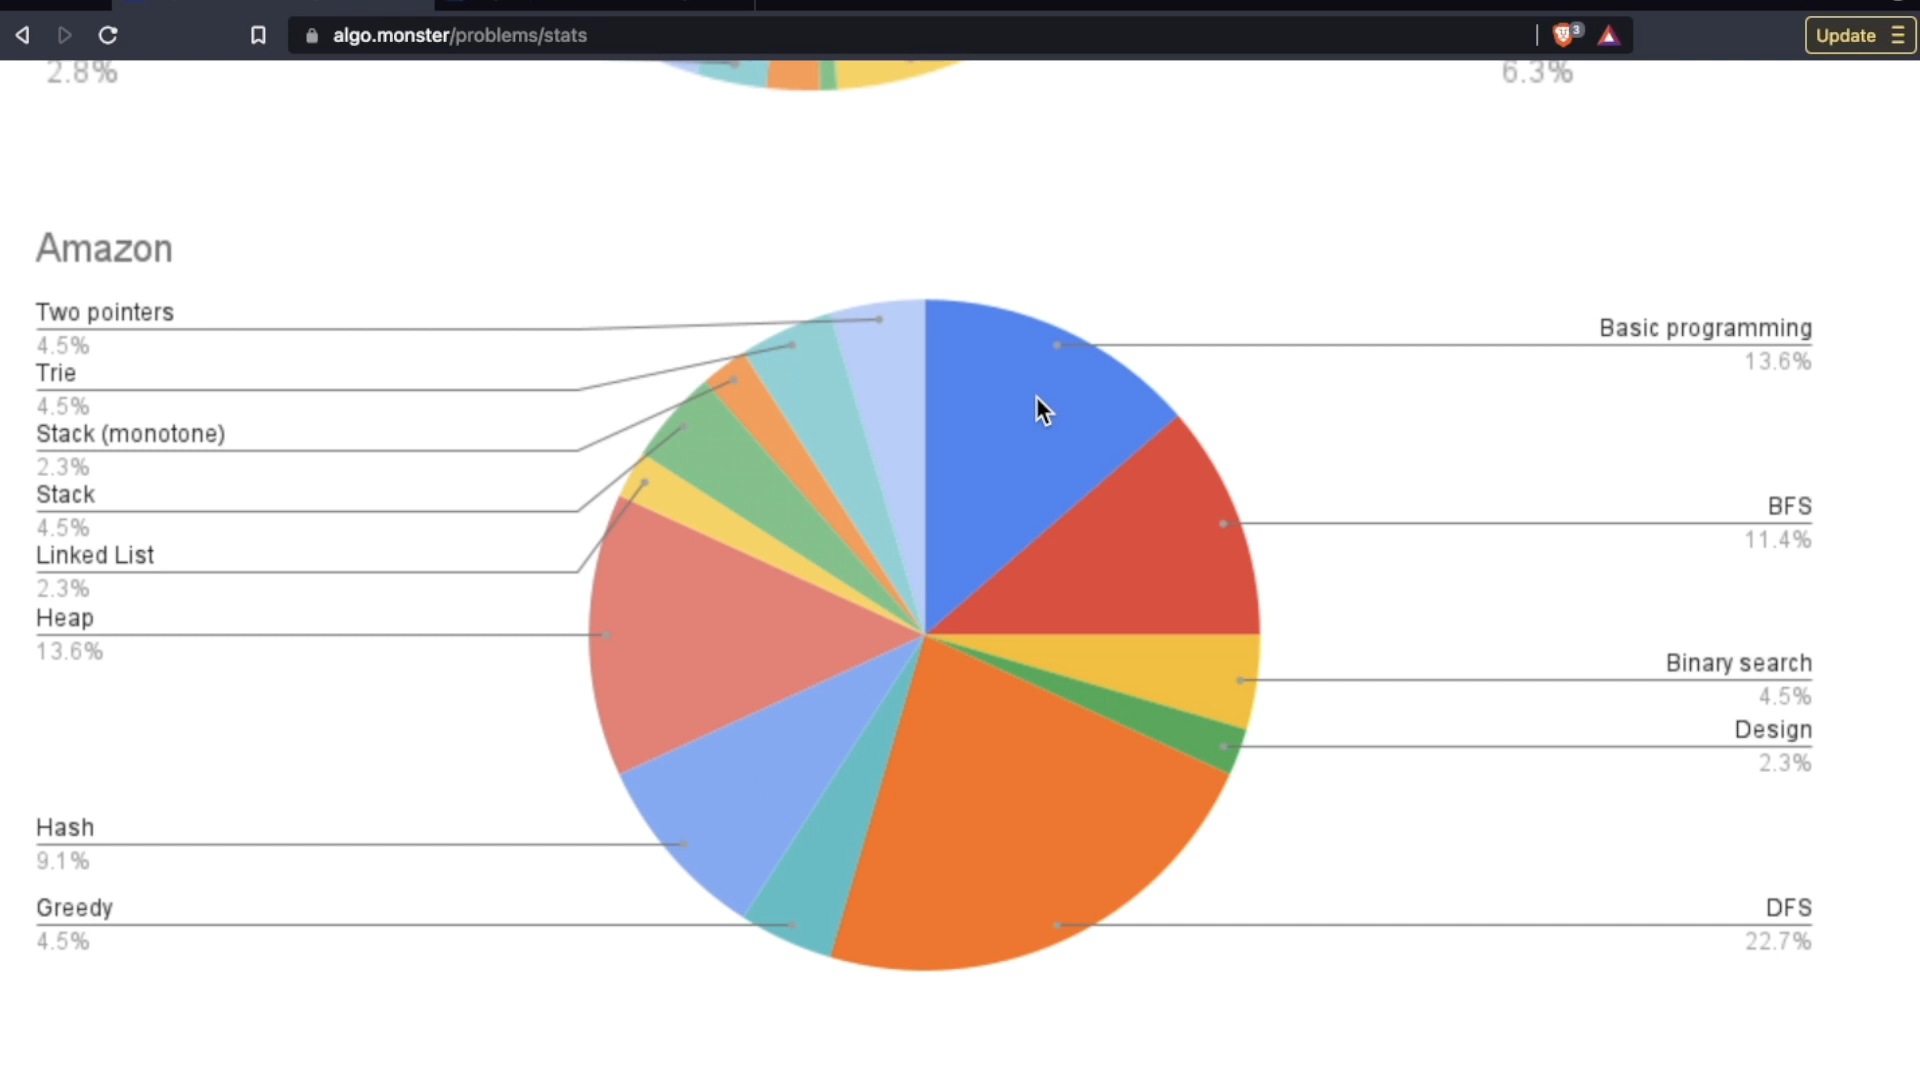 algo.monster/problems/stats
3
Update
2.8%
6.3%
Amazon
Two pointers
4.5%
Trie
4.5%
Stack (monotone)
2.3%
Stack
4.5%
Linked List
2.3%
Heap
13.6%
Hash
9.1%
Greedy
4.5%
Basic programming
13.6%
BFS
11.4%
Binary search
4.5%
Design
2.3%
DFS
22.7%